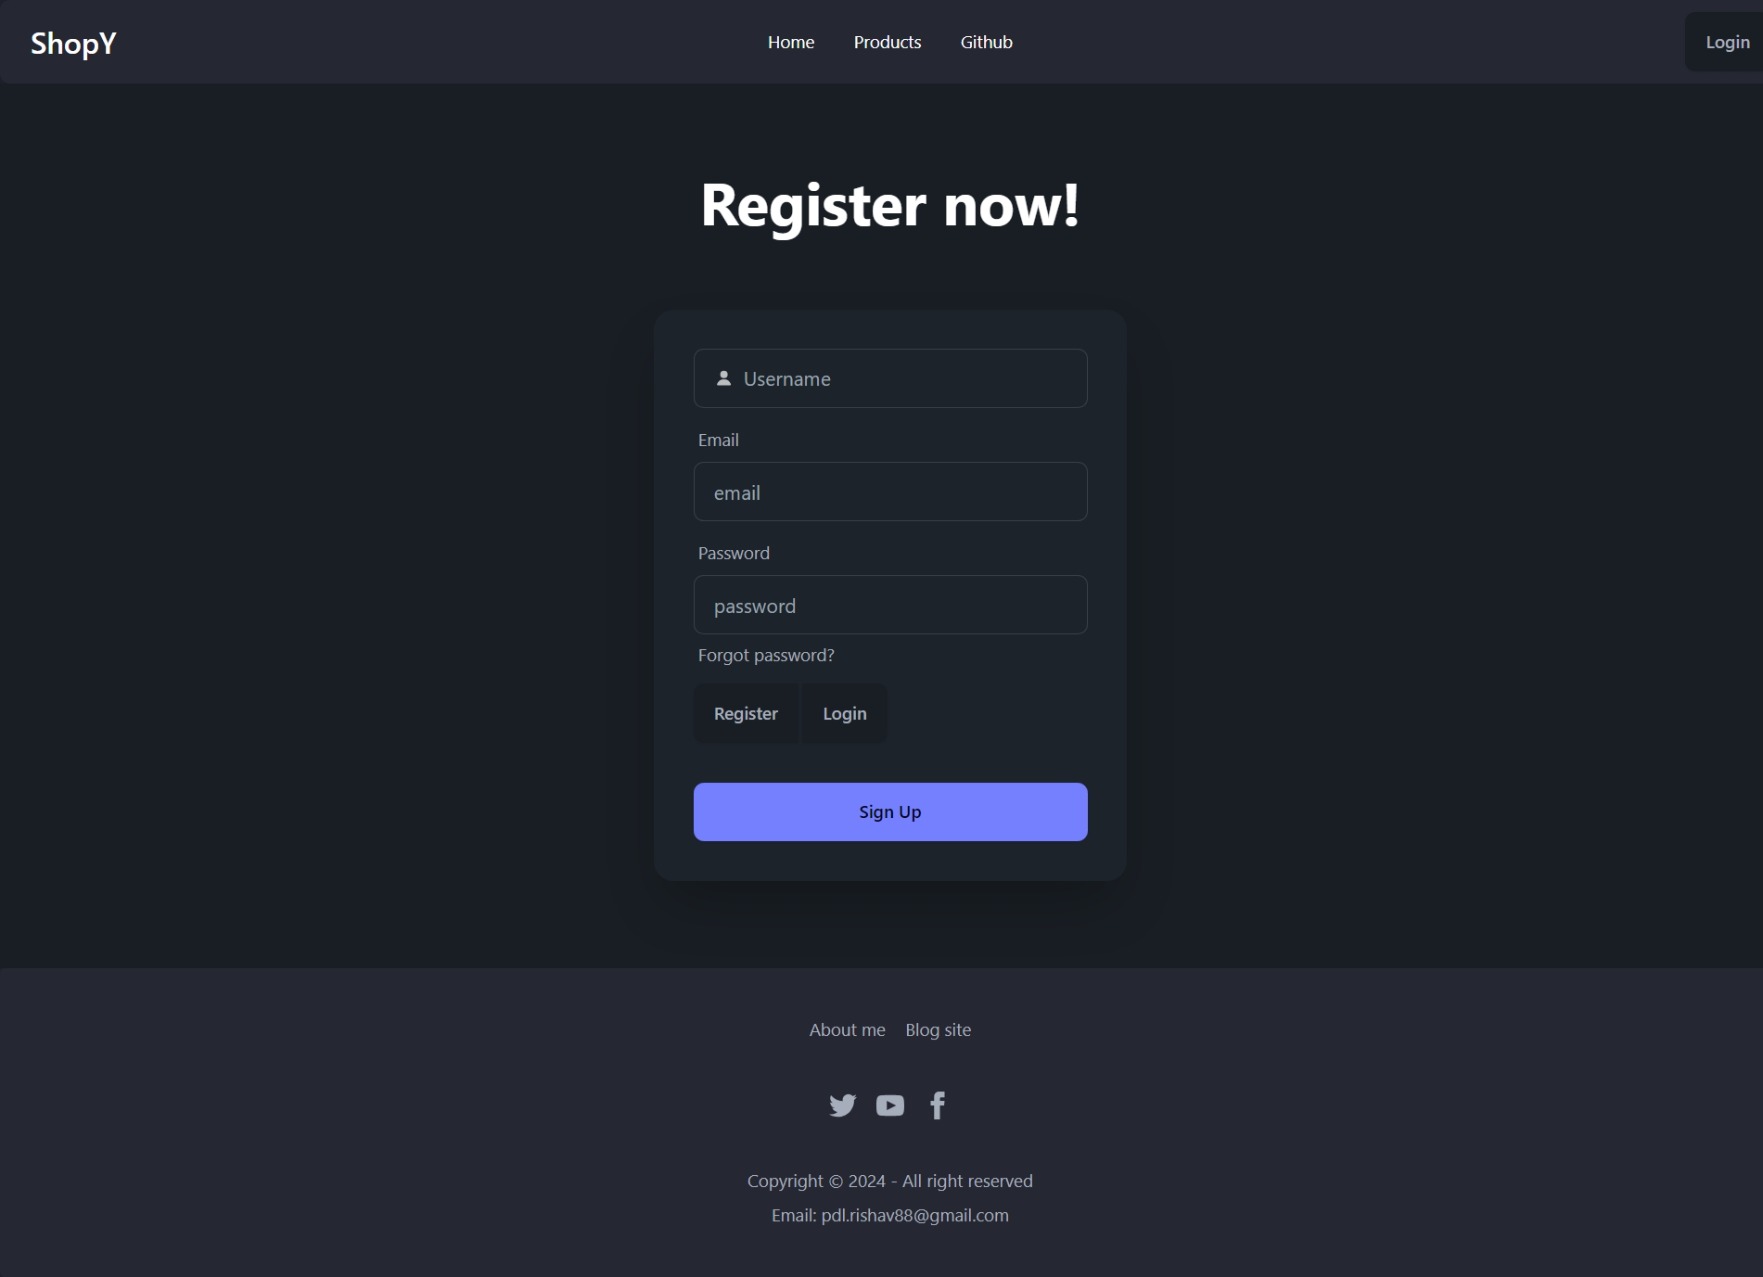 ShopY
Home Products Github
Login
Register now!
Username
Email
email
Password
password
Forgot password?
Register Login
Sign Up
About me Blog site
Copyright © 2024 - All right reserved
Email: pdl.rishav88@gmail.com